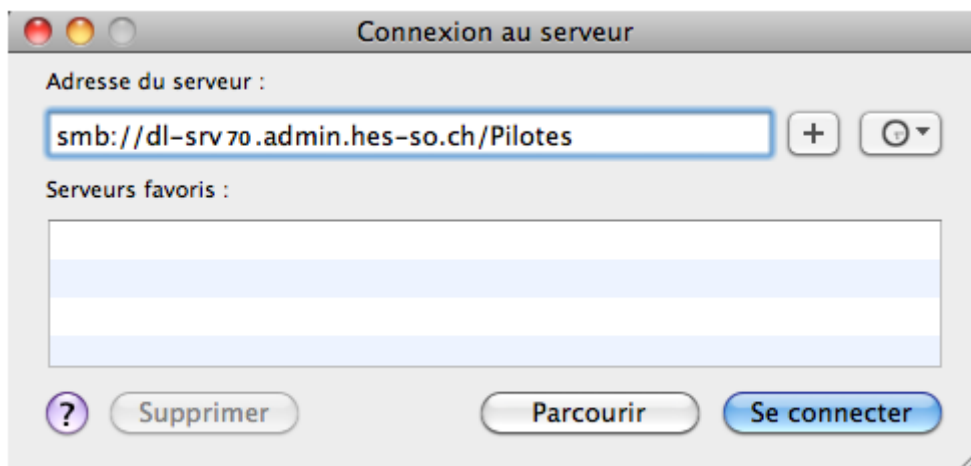 Connexion au serveur
Adresse du serveur :
smb://dl-srv70.admin.hes-so.ch/Pilotes
+
Serveurs favoris :
? Supprimer Parcourir Se connecter